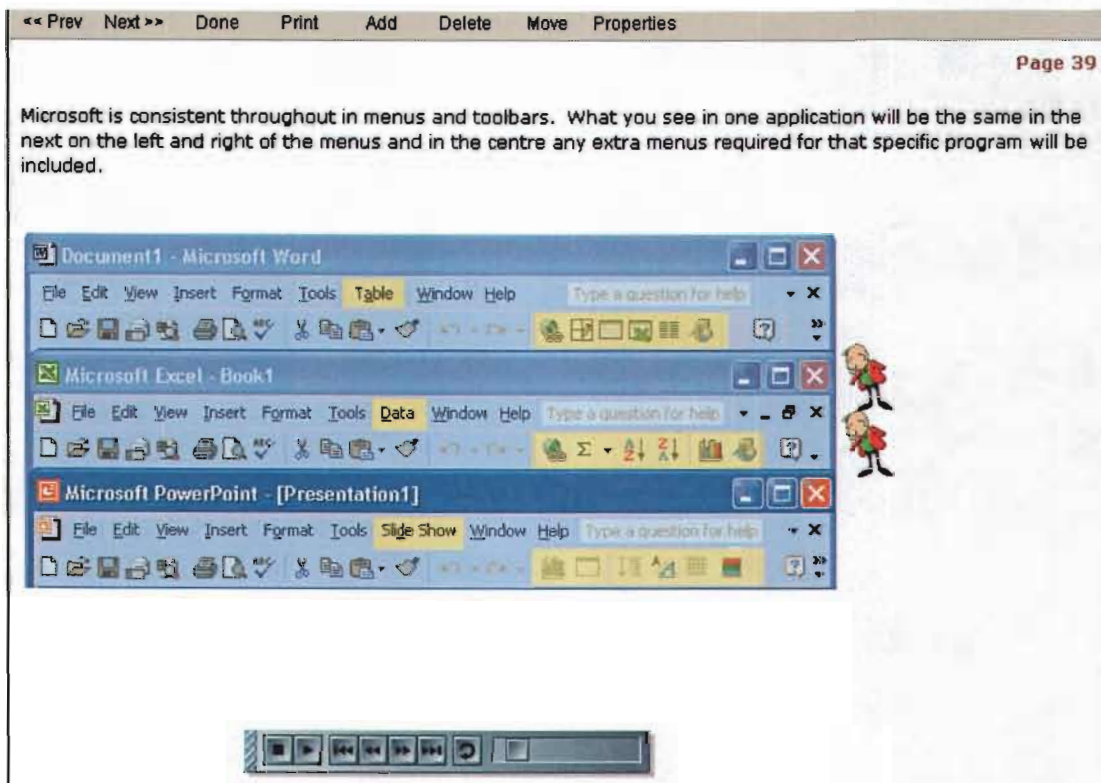 << Prev Next >> Done Print Add Delete Move Properties
Page 39
Microsoft is consistent throughout in menus and toolbars. What you see in one application will be the same in the
next on the left and right of the menus and in the centre any extra menus required for that specific program will be
included.
Document1 - Microsoft Word
File Edit View Insert Format Tools Table Window Help Type a question for help
Microsoft Excel - Book1
File Edit View Insert Format Tools Data Window Help Type a question for help
Microsoft PowerPoint - [Presentation1]
File Edit View Insert Format Tools Slide Show Window Help Type a question for help